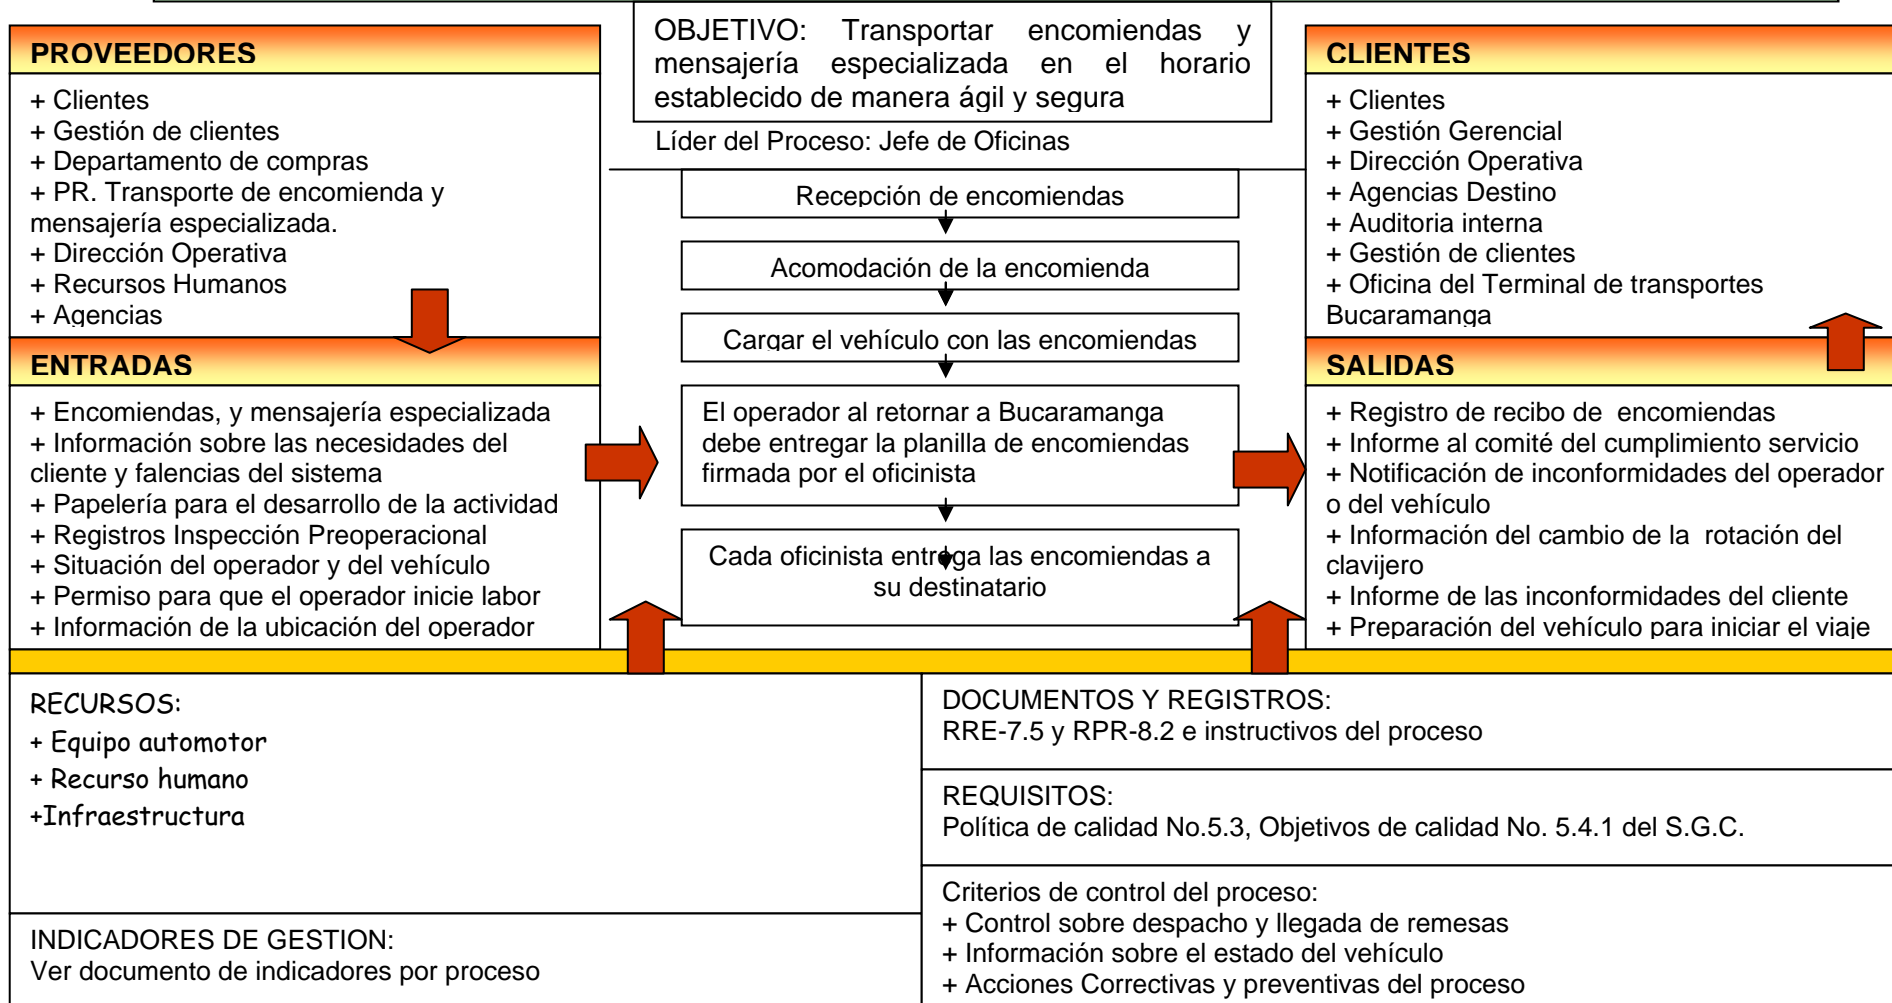 PROVEEDORES
+ Clientes
+ Gestión de clientes
+ Departamento de compras
+ PR. Transporte de encomienda y
mensajería especializada.
+ Dirección Operativa
+ Recursos Humanos
+ Agencias
ENTRADAS
+ Encomiendas, y mensajería especializada
+ Información sobre las necesidades del
cliente y falencias del sistema
+ Papelería para el desarrollo de la actividad
+ Registros Inspección Preoperacional
+ Situación del operador y del vehículo
+ Permiso para que el operador inicie labor
+ Información de la ubicación del operador
OBJETIVO: Transportar encomiendas y
mensajería especializada en el horario
establecido de manera ágil y segura
Líder del Proceso: Jefe de Oficinas
Recepción de encomiendas
Acomodación de la encomienda
Cargar el vehículo con las encomiendas
El operador al retornar a Bucaramanga
debe entregar la planilla de encomiendas
firmada por el oficinista
Cada oficinista entrega las encomiendas a
su destinatario
CLIENTES
+ Clientes
+ Gestión Gerencial
+ Dirección Operativa
+ Agencias Destino
+ Auditoria interna
+ Gestión de clientes
+ Oficina del Terminal de transportes
Bucaramanga
SALIDAS
+ Registro de recibo de encomiendas
+ Informe al comité del cumplimiento servicio
+ Notificación de inconformidades del operador
o del vehículo
+ Información del cambio de la rotación del
clavijero
+ Informe de las inconformidades del cliente
+ Preparación del vehículo para iniciar el viaje
RECURSOS:
+ Equipo automotor
+ Recurso humano
+Infraestructura
INDICADORES DE GESTION:
Ver documento de indicadores por proceso
DOCUMENTOS Y REGISTROS:
RRE-7.5 y RPR-8.2 e instructivos del proceso
REQUISITOS:
Política de calidad No.5.3, Objetivos de calidad No. 5.4.1 del S.G.C.
Criterios de control del proceso:
+ Control sobre despacho y llegada de remesas
+ Información sobre el estado del vehículo
+ Acciones Correctivas y preventivas del proceso